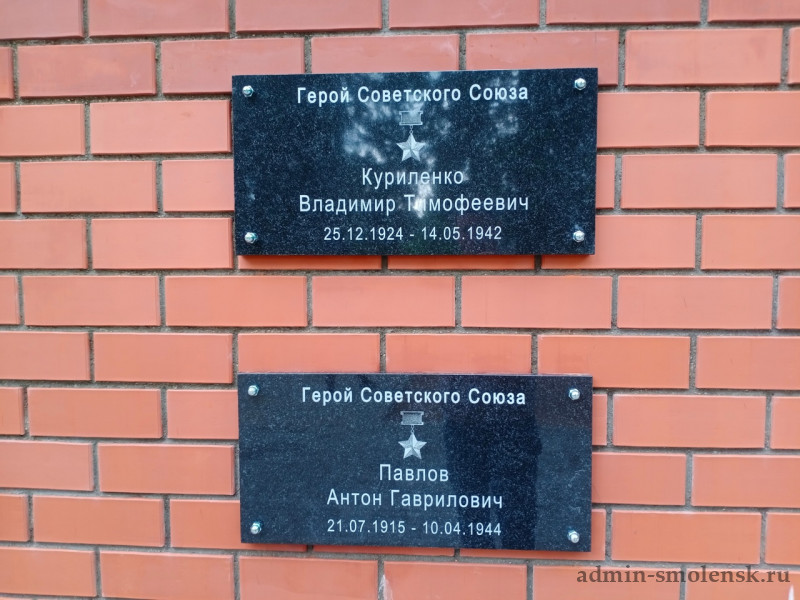 Герой Советского Союза
Куриленко
Владимир Тимофеевич
25.12.1924 - 14.05.1942
Герой Советского Союза
Павлов
Антон Гаврилович
21.07.1915 - 10.04.1944
admin-smolensk.ru